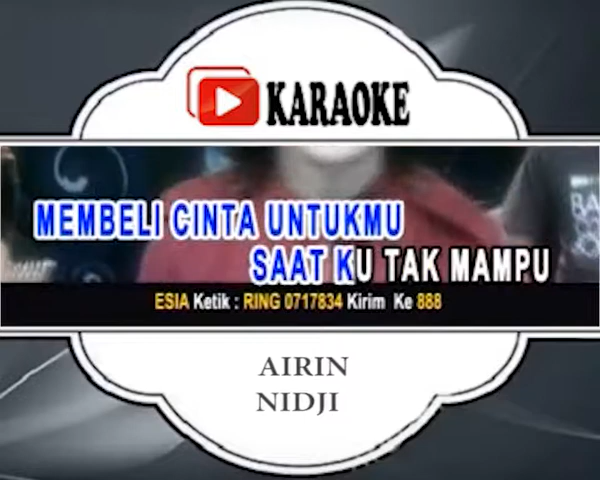 KARAOKE
MEMBELI CINTA UNTUKMU
SAAT KU TAK MAMPU
ESIA Ketik : RING 0717834 Kirim Ke 888
AIRIN
NIDJI